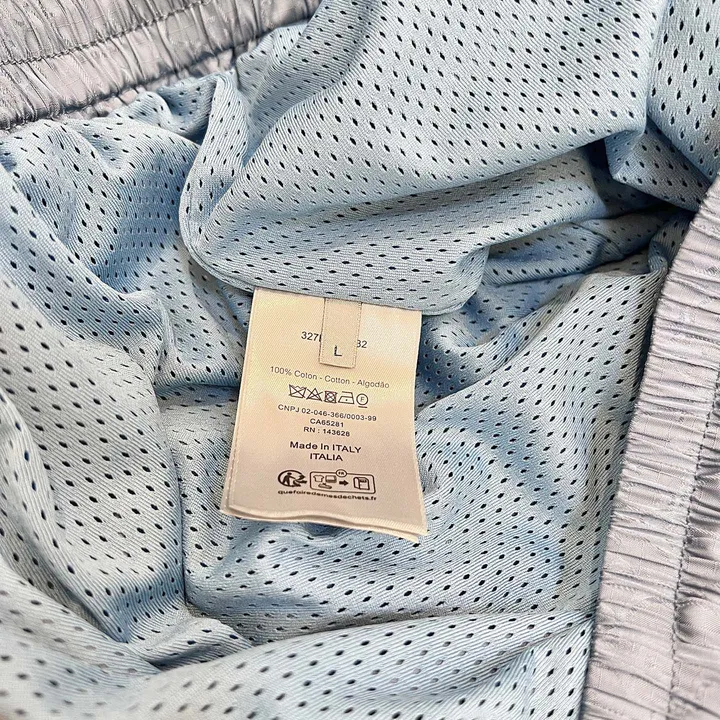 L
100% Coton - Cotton - Algodão
CNPJ 02-046-366/0003-99
CA65281
RN : 143628
Made In ITALY
ITALIA
FR
quefairedemesdechets.fr